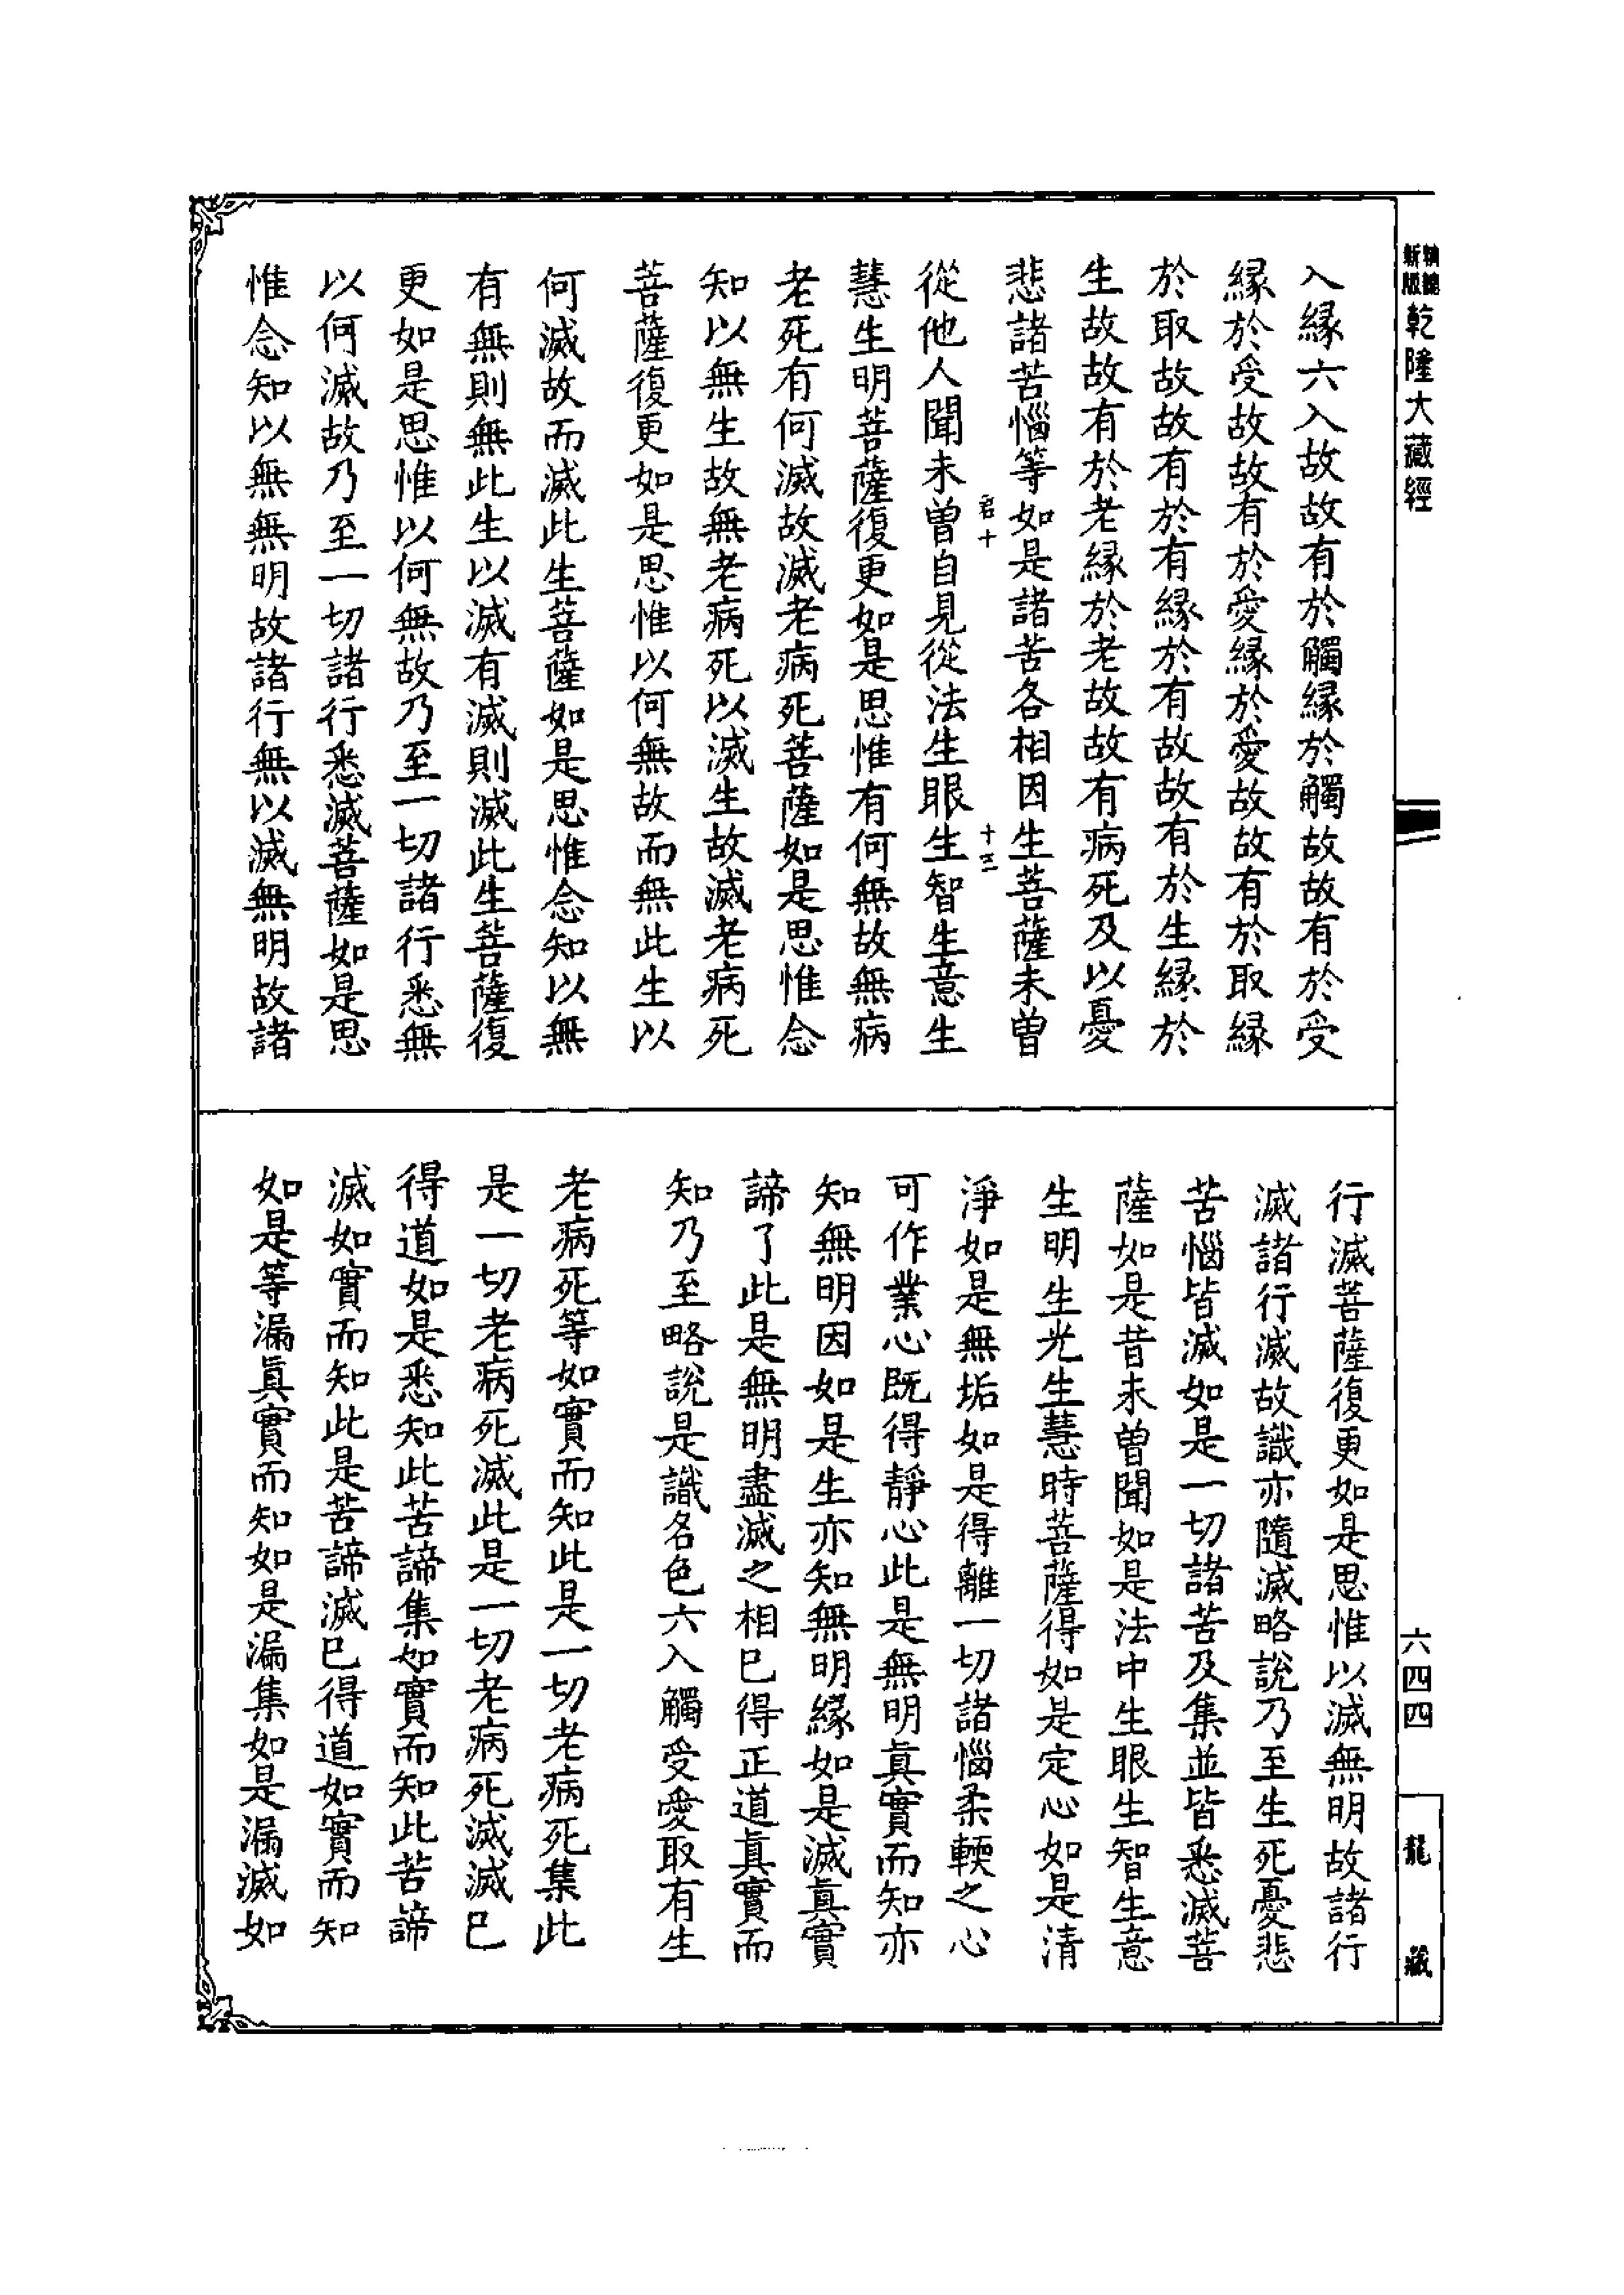 新版
乾隆大藏經
入緣六入故故有於觸緣於觸故故有於受
緣於受故故有於愛緣於愛故故有於取緣
於取故故有於有緣於有故故有於生緣於
生故故有於老緣於老故故有病死及以憂
悲諸苦惱等如是諸苦各相因生菩薩未曾
君十
十三
從他人聞未曾自見從法生眼生智生意生
慧生明菩薩復更如是思惟有何無故無病
老死有何滅故滅老病死菩薩如是思惟念
知以無生故無老病死以滅生故滅老病死
菩薩復更如是思惟以何無故而無此生以
何滅故而滅此生菩薩如是思惟念知以無
有無則無此生以滅有滅則滅此生菩薩復
更如是思惟以何無故乃至一切諸行悉無
以何滅故乃至一切諸行悉滅菩薩如是思
惟念知以無無明故諸行無以滅無明故諸
行滅菩薩復更如是思惟以滅無明故諸行
滅諸行滅故識亦隨滅略說乃至生死憂悲
苦惱皆滅如是一切諸苦及集並皆悉滅菩
薩如是昔未曾聞如是法中生眼生智生意
生明生光生慧時菩薩得如是定心如是清
淨如是無垢如是得離一切諸惱柔輭之心
可作業心既得靜心此是無明真實而知亦
知無明因如是生亦知無明緣如是滅真實
諦了此是無明盡滅之相已得正道真實而
知乃至略說是識名色六入觸受愛取有生
老病死等如實而知此是一切老病死集此
是一切老病死滅此是一切老病死滅滅已
得道如是悉知此苦諦集如實而知此苦諦
滅如實而知此是苦諦滅已得道如實而知
如是等漏真實而知如是漏集如是漏滅如
六四四
龍藏